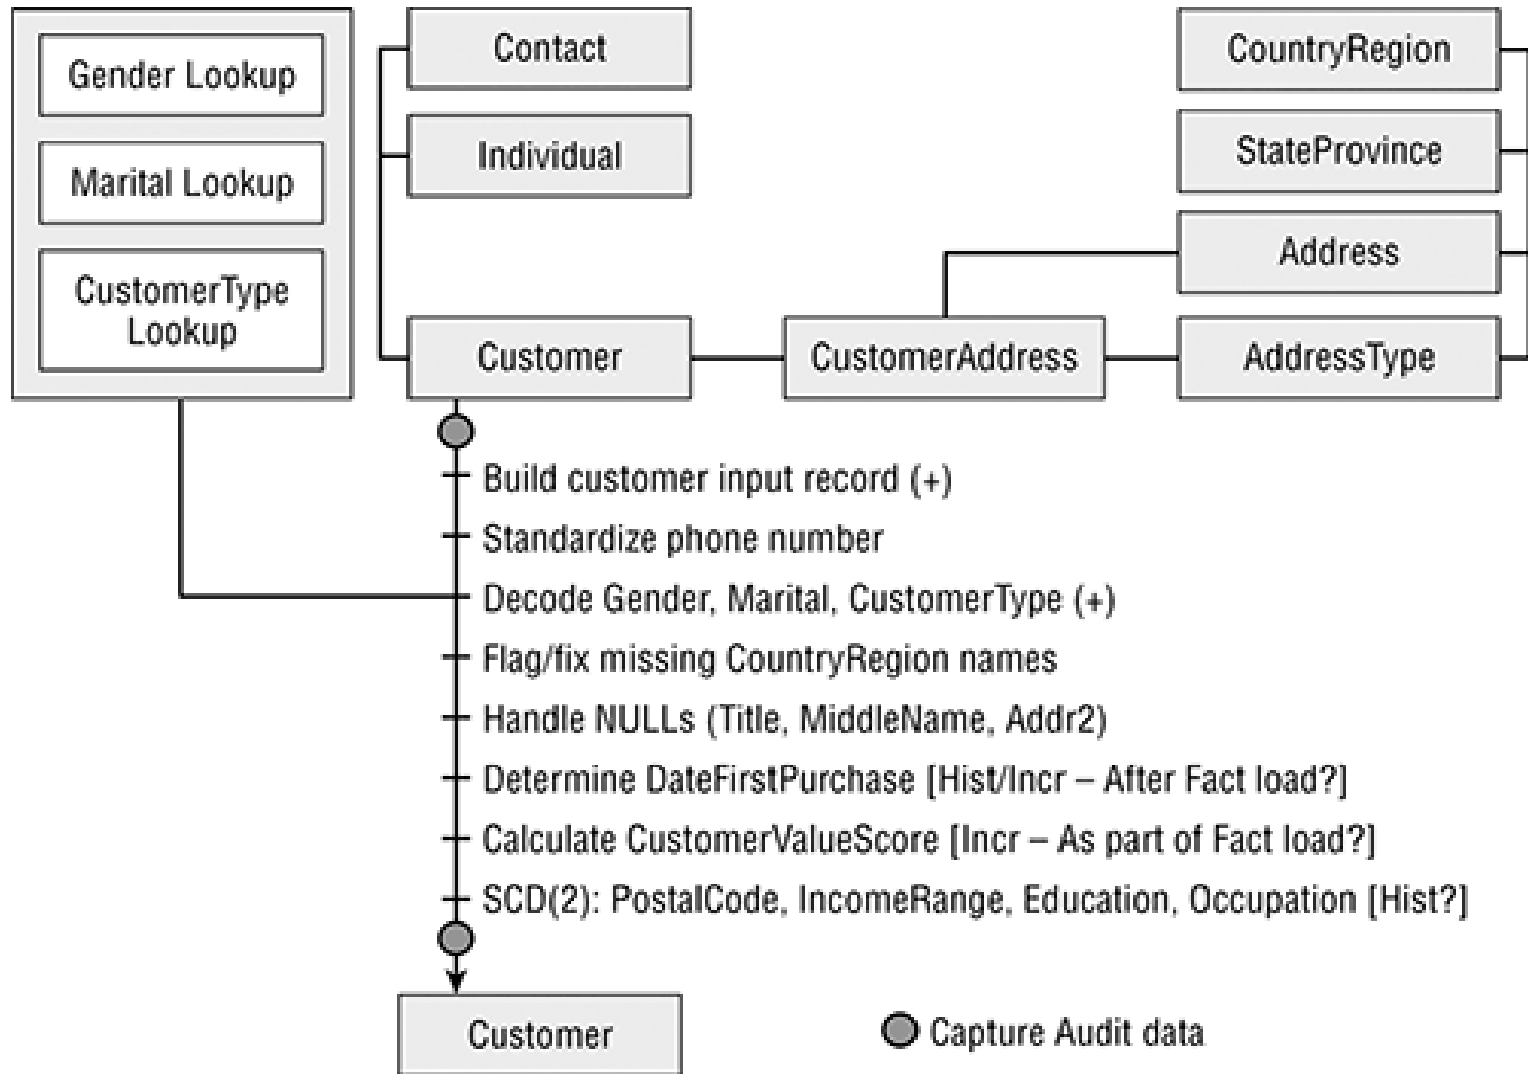 Gender Lookup
Marital Lookup
CustomerType
Lookup
Contact
Individual
Customer
CustomerAddress
CountryRegion
StateProvince
Address
AddressType
Build customer input record (+)
Standardize phone number
Decode Gender, Marital, CustomerType (+)
Flag/fix missing CountryRegion names
Handle NULLs (Title, MiddleName, Addr2)
Determine DateFirstPurchase [Hist/Incr – After Fact load?]
Calculate CustomerValueScore [Incr – As part of Fact load?]
SCD(2): PostalCode, IncomeRange, Education, Occupation [Hist?]
Customer
Capture Audit data